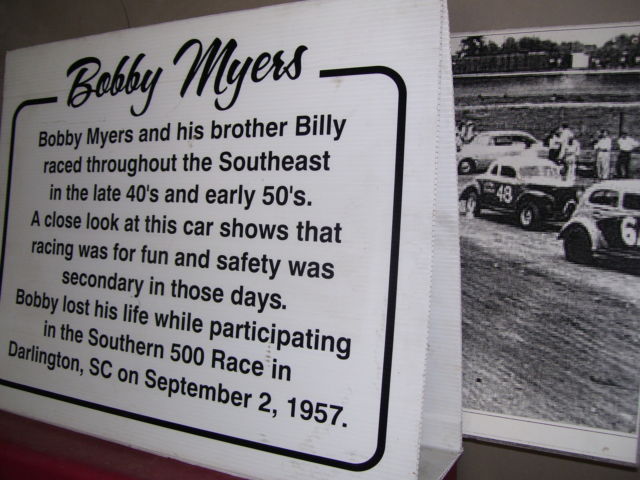 Bobby Myers
Bobby Myers and his brother Billy
raced throughout the Southeast
in the late 40's and early 50's.
A close look at this car shows that
racing was for fun and safety was
secondary in those days.
Bobby lost his life while participating
in the Southern 500 Race in
Darlington, SC on September 2, 1957.
48
6